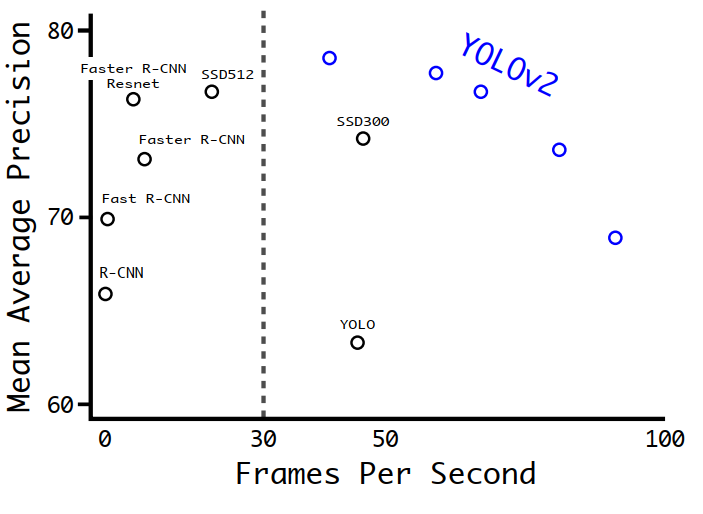 Mean Average Precision
80
70
60
Faster R-CNN
Resnet
SSD512
Faster R-CNN
Fast R-CNN
R-CNN
SSD300
YOLO
YOLOv2
0 30 50 100
Frames Per Second